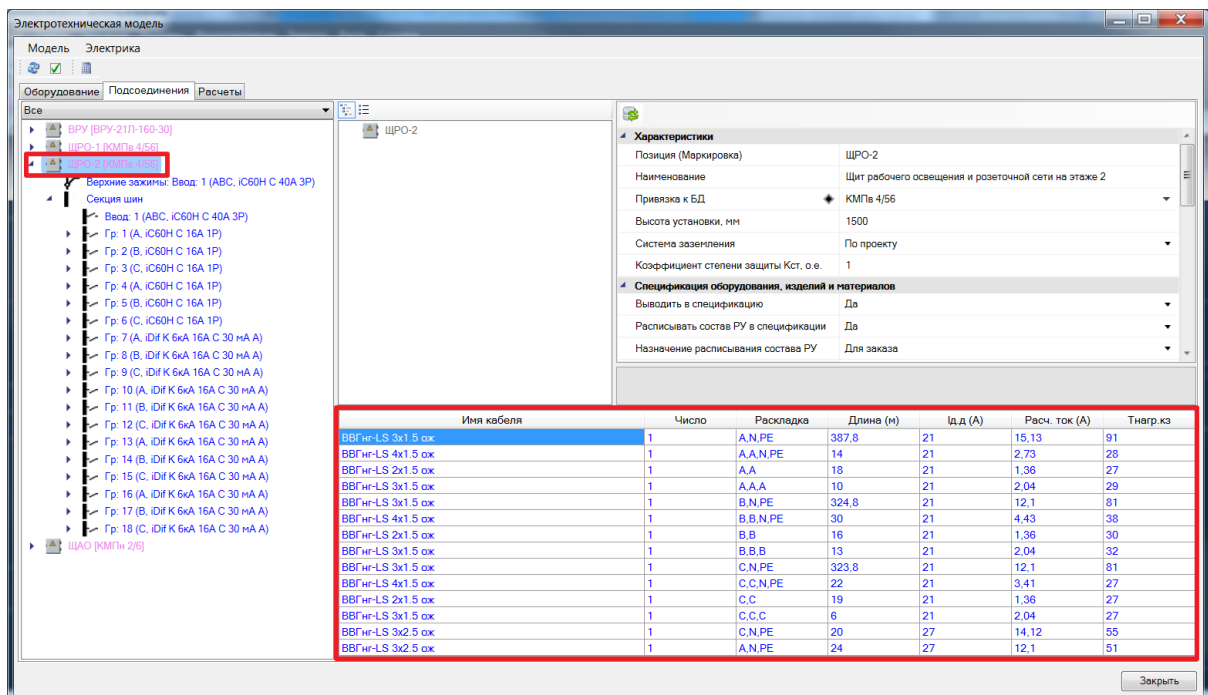 Электротехническая модель
Модель Электрика
Оборудование Подсоединения Расчеты
Все
ВРУ [ВРУ-21Л-160-30]
ЩРО-1 [КМПв 4/56]
ЩРО-2 [КМПв 4/56]
Верхние зажимы: Ввод: 1 (ABC, iC60H C 40A 3P)
Секция шин
Ввод: 1 (ABC, iC60H C 40A 3P)
Гр: 1 (A, iC60H C 16A 1P)
Гр: 2 (B, iC60H C 16A 1P)
Гр: 3 (C, iC60H C 16A 1P)
Гр: 4 (A, iC60H C 16A 1P)
Гр: 5 (B, iC60H C 16A 1P)
Гр: 6 (C, iC60H C 16A 1P)
Гр: 7 (A, iDif K 6кА 16A C 30 мА А)
Гр: 8 (B, iDif K 6кА 16A C 30 мА А)
Гр: 9 (C, iDif K 6кА 16A C 30 мА А)
Гр: 10 (A, iDif K 6кА 16A C 30 мА А)
Гр: 11 (B, iDif K 6кА 16A C 30 мА А)
Гр: 12 (C, iDif K 6кА 16A C 30 мА А)
Гр: 13 (A, iDif K 6кА 16A C 30 мА А)
Гр: 14 (B, iDif K 6кА 16A C 30 мА А)
Гр: 15 (C, iDif K 6кА 16A C 30 мА А)
Гр: 16 (A, iDif K 6кА 16A C 30 мА А)
Гр: 17 (B, iDif K 6кА 16A C 30 мА А)
Гр: 18 (C, iDif K 6кА 16A C 30 мА А)
ЩАО [КМПн 2/6]
ЩРО-2
Характеристики
Позиция (Маркировка) ЩРО-2
Наименование Щит рабочего освещения и розеточной сети на этаже 2
Привязка к БД КМПв 4/56
Высота установки, мм 1500
Система заземления По проекту
Коэффициент степени защиты Кст, о.е. 1
Спецификация оборудования, изделий и материалов
Выводить в спецификацию Да
Расписывать состав РУ в спецификации Да
Назначение расписывания состава РУ Для заказа
Имя кабеля Число Раскладка Длина (м) Iд.д (А) Расч. ток (А) Тнагр.кз
ВВГнг-LS 3x1.5 ож 1 A,N,PE 387,8 21 15,13 91
ВВГнг-LS 4x1.5 ож 1 A,A,N,PE 14 21 2,73 28
ВВГнг-LS 2x1.5 ож 1 A,A 18 21 1,36 27
ВВГнг-LS 3x1.5 ож 1 A,A,A 10 21 2,04 29
ВВГнг-LS 3x1.5 ож 1 B,N,PE 324,8 21 12,1 81
ВВГнг-LS 4x1.5 ож 1 B,B,N,PE 30 21 4,43 38
ВВГнг-LS 2x1.5 ож 1 B,B 16 21 1,36 30
ВВГнг-LS 3x1.5 ож 1 B,B,B 13 21 2,04 32
ВВГнг-LS 3x1.5 ож 1 C,N,PE 323,8 21 12,1 81
ВВГнг-LS 4x1.5 ож 1 C,C,N,PE 22 21 3,41 27
ВВГнг-LS 2x1.5 ож 1 C,C 19 21 1,36 27
ВВГнг-LS 3x1.5 ож 1 C,C,C 6 21 2,04 27
ВВГнг-LS 3x2.5 ож 1 C,N,PE 20 27 14,12 55
ВВГнг-LS 3x2.5 ож 1 A,N,PE 24 27 12,1 51
Закрыть